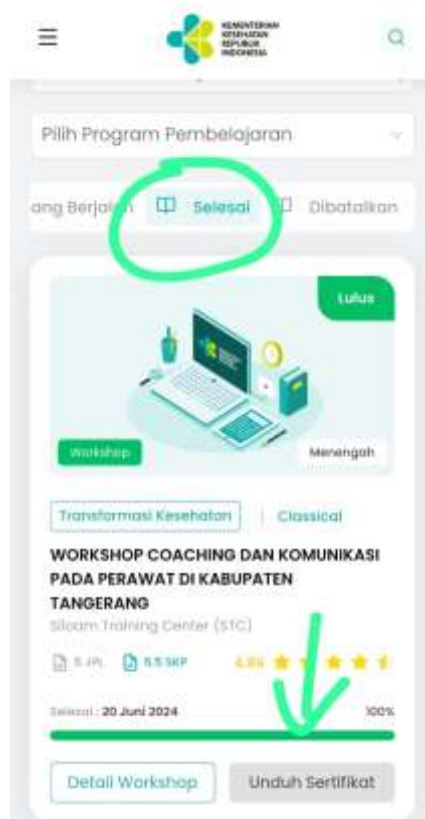 KEMENTERIAN
KESEHATAN
REPUBLIK
INDONESIA
Pilih Program Pembelajaran
ang Berjalan
Selesai
Dibatalkan
Lulus
Workshop
Menengah
Transformasi Kesehatan
Classical
WORKSHOP COACHING DAN KOMUNIKASI
PADA PERAWAT DI KABUPATEN
TANGERANG
Siloam Training Center (STC)
5 JPL
5.5 SKP
Selesai : 20 Juni 2024
100%
Detail Workshop
Unduh Sertifikat